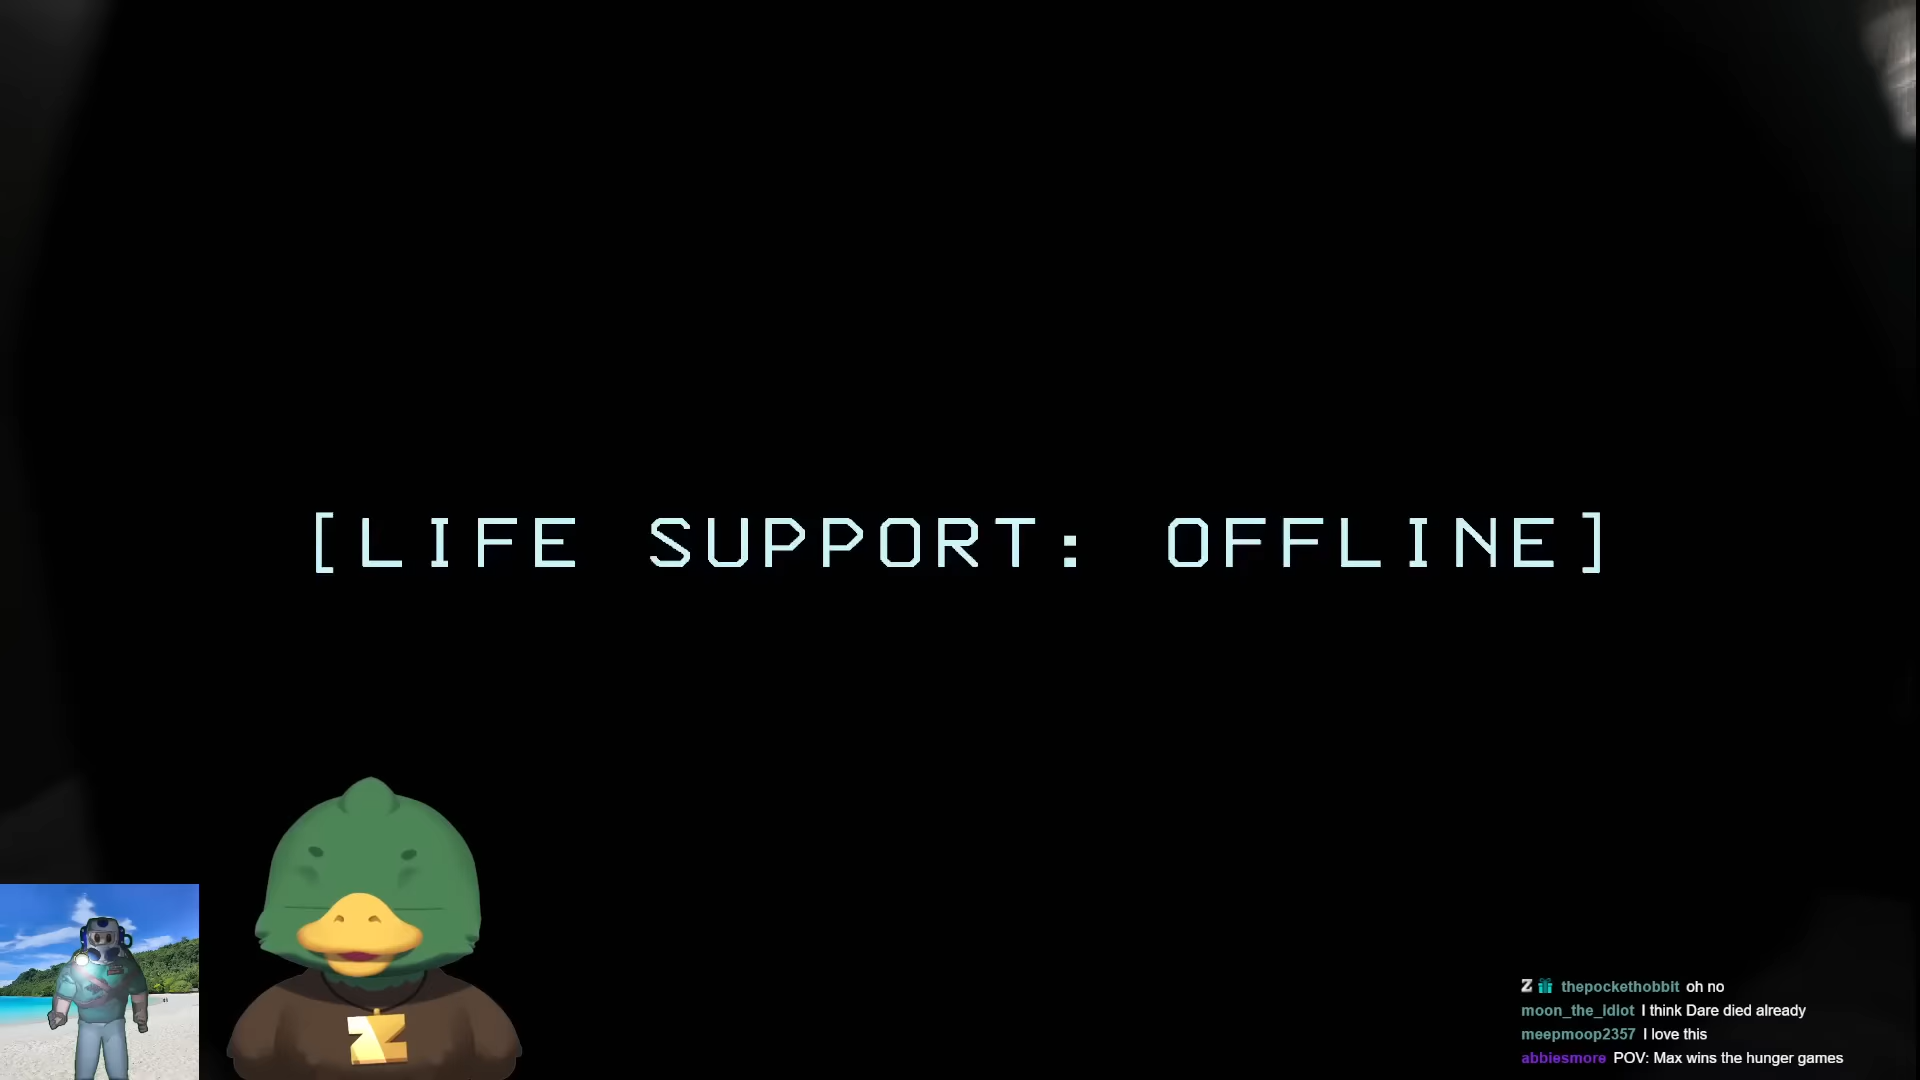 [LIFE SUPPORT: OFFLINE]
Z
Z thepockethobbit oh no
moon_the_idiot I think Dare died already
meepmoop2357 I love this
abbiesmore POV: Max wins the hunger games